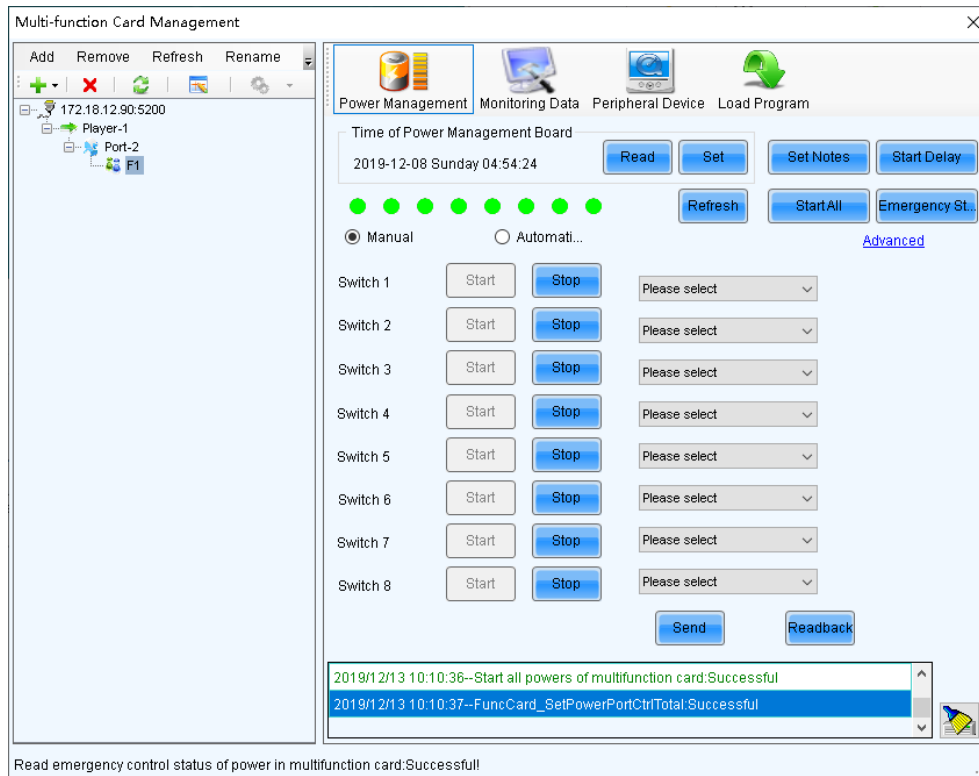 Multi-function Card Management
Add Remove Refresh Rename
172.18.12.90:5200
Player-1
Port-2
F1
Power Management Monitoring Data Peripheral Device Load Program
Time of Power Management Board
2019-12-08 Sunday 04:54:24 Read Set Set Notes Start Delay
Refresh Start All Emergency St...
Manual Automati... Advanced
Switch 1 Start Stop Please select
Switch 2 Start Stop Please select
Switch 3 Start Stop Please select
Switch 4 Start Stop Please select
Switch 5 Start Stop Please select
Switch 6 Start Stop Please select
Switch 7 Start Stop Please select
Switch 8 Start Stop Please select
Send Readback
2019/12/13 10:10:36--Start all powers of multifunction card:Successful
2019/12/13 10:10:37--FuncCard_SetPowerPortCtrlTotal:Successful
Read emergency control status of power in multifunction card:Successful!